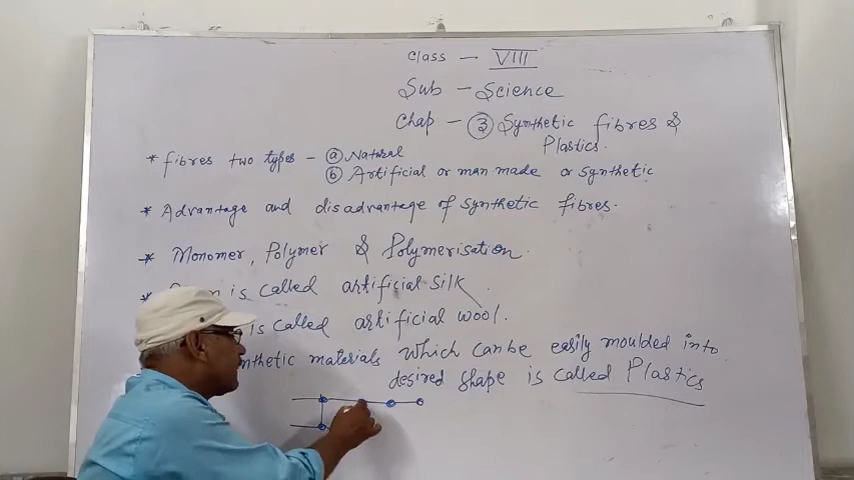 Class - VIII
Sub - Science
Chap - ③ Synthetic fibres &
Plastics.
* fibres two types - ⓐ Natural
ⓑ Artificial or man made or synthetic
* Advantage and disadvantage of synthetic fibres.
* Monomer, Polymer & Polymerisation
* is called artificial silk
is called artificial wool.
materials which can be easily moulded into
desired shape is called Plastics